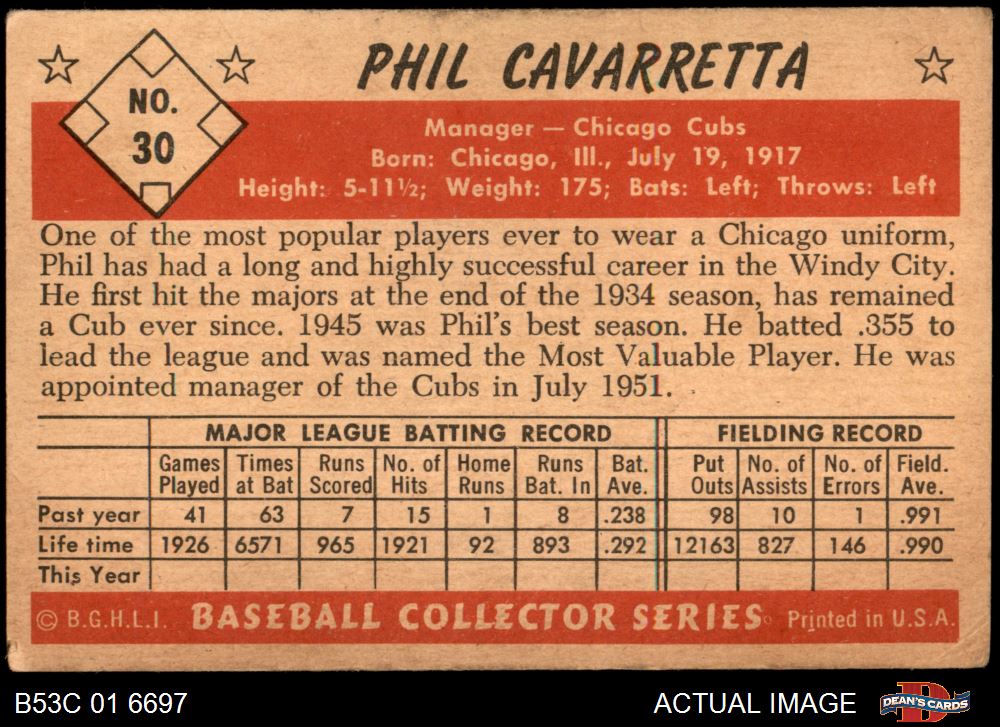 PHIL CAVARRETTA
NO.
30
Manager — Chicago Cubs
Born: Chicago, Ill., July 19, 1917
Height: 5-11½; Weight: 175; Bats: Left; Throws: Left
One of the most popular players ever to wear a Chicago uniform,
Phil has had a long and highly successful career in the Windy City.
He first hit the majors at the end of the 1934 season, has remained
a Cub ever since. 1945 was Phil's best season. He batted .355 to
lead the league and was named the Most Valuable Player. He was
appointed manager of the Cubs in July 1951.
MAJOR LEAGUE BATTING RECORD FIELDING RECORD
Games Times Runs No. of Home Runs Bat. Put No. of No. of Field.
Played at Bat Scored Hits Runs Bat. In Ave. Outs Assists Errors Ave.
Past year 41 63 7 15 1 8 .238 98 10 1 .991
Life time 1926 6571 965 1921 92 893 .292 12163 827 146 .990
This Year
© B.G.H.L.I. BASEBALL COLLECTOR SERIES Printed in U.S.A.
B53C 01 6697 ACTUAL IMAGE D DEAN'S CARDS